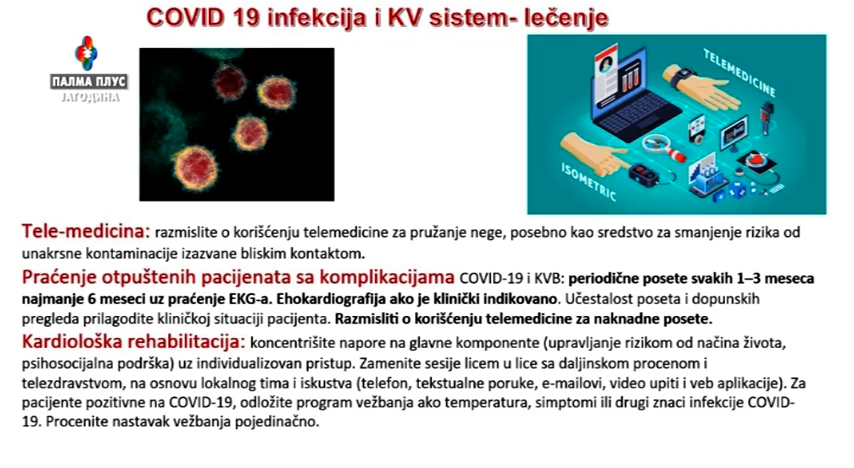 COVID 19 infekcija i KV sistem- lečenje
ПАЛМА ПЛУС
ЈАГОДИНА
TELEMEDICINE
ISOMETRIC
Tele-medicina: razmislite o korišćenju telemedicine za pružanje nege, posebno kao sredstvo za smanjenje rizika od
unakrsne kontaminacije izazvane bliskim kontaktom.
Praćenje otpuštenih pacijenata sa komplikacijama COVID-19 i KVB: periodične posete svakih 1–3 meseca
najmanje 6 meseci uz praćenje EKG-a. Ehokardiografija ako je klinički indikovano. Učestalost poseta i dopunskih
pregleda prilagodite kliničkoj situaciji pacijenta. Razmisliti o korišćenju telemedicine za naknadne posete.
Kardiološka rehabilitacija: koncentrišite napore na glavne komponente (upravljanje rizikom od načina života,
psihosocijalna podrška) uz individualizovan pristup. Zamenite sesije licem u lice sa daljinskom procenom i
telezdravstvom, na osnovu lokalnog tima i iskustva (telefon, tekstualne poruke, e-mailovi, video upiti i veb aplikacije). Za
pacijente pozitivne na COVID-19, odložite program vežbanja ako temperatura, simptomi ili drugi znaci infekcije COVID-
19. Procenite nastavak vežbanja pojedinačno.